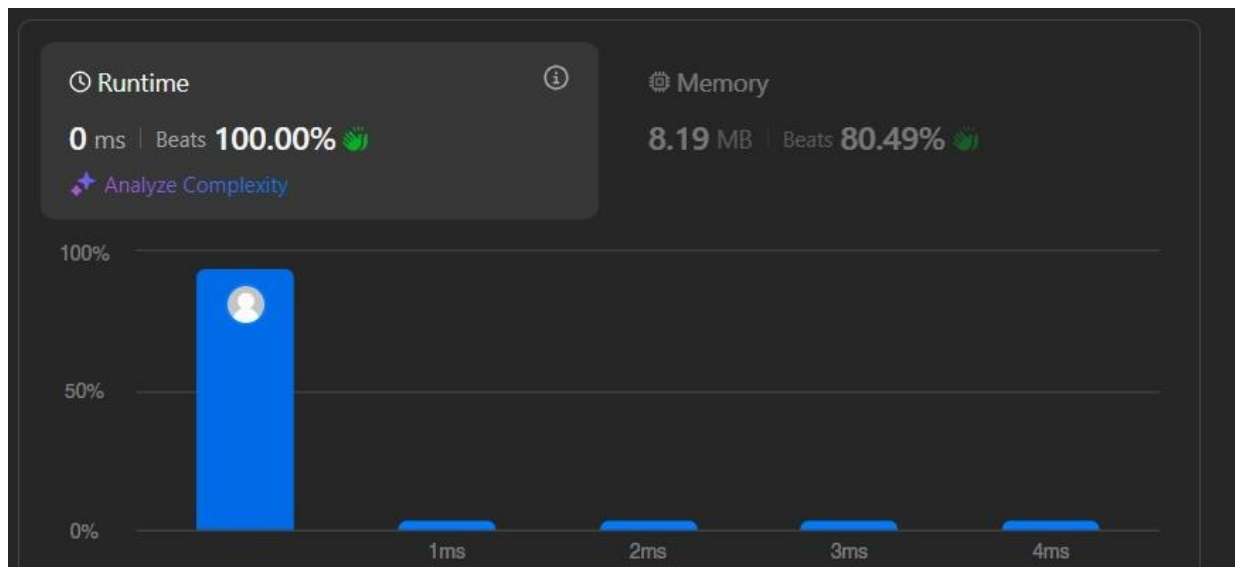 Runtime
0 ms | Beats 100.00%
Analyze Complexity
Memory
8.19 MB | Beats 80.49%
100%
50%
0%
1ms 2ms 3ms 4ms